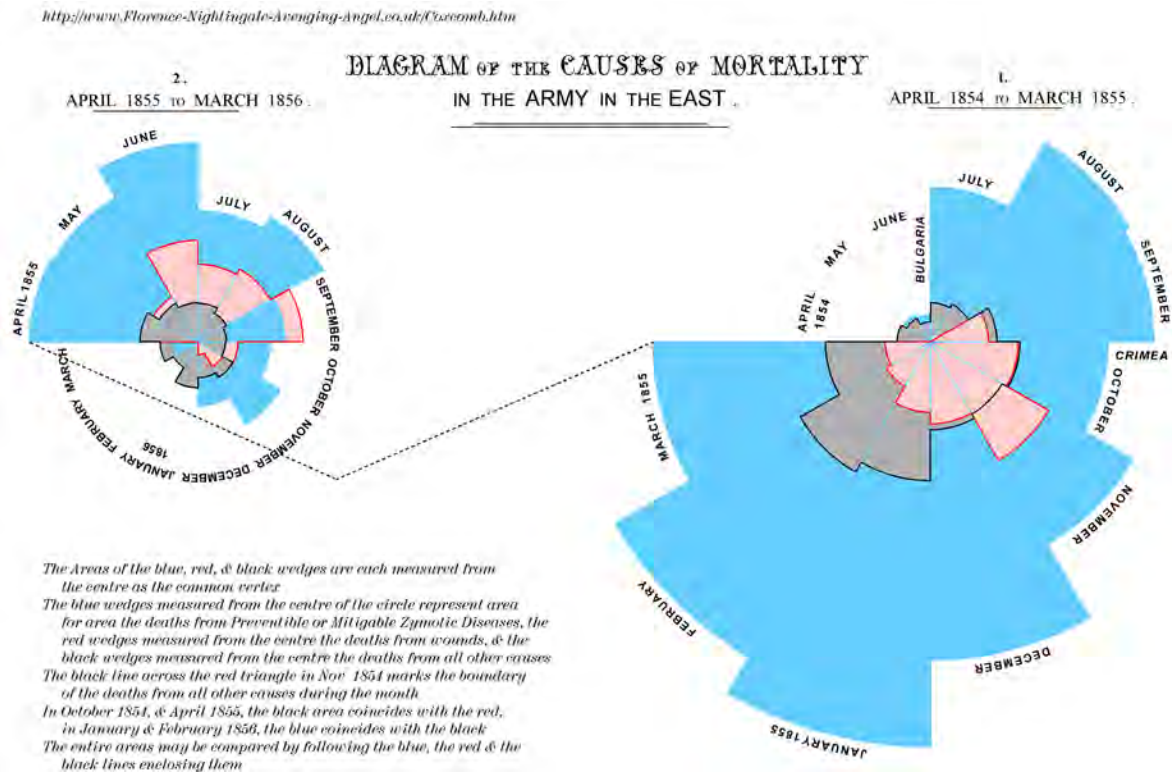 http://www.Florence-Nightingale-Avenging-Angel.co.uk/Coxcomb.htm
DIAGRAM OF THE CAUSES OF MORTALITY
IN THE ARMY IN THE EAST .
2.
APRIL 1855 TO MARCH 1856 .
1.
APRIL 1854 TO MARCH 1855 .
APRIL 1855
MAY
JUNE
JULY
AUGUST
SEPTEMBER
OCTOBER
NOVEMBER
DECEMBER
JANUARY
1856
FEBRUARY
MARCH
APRIL
1854
MAY
JUNE
BULGARIA
JULY
AUGUST
SEPTEMBER
CRIMEA
OCTOBER
NOVEMBER
DECEMBER
JANUARY 1855
FEBRUARY
MARCH 1855
The Areas of the blue, red, & black wedges are each measured from
the centre as the common vertex
The blue wedges measured from the centre of the circle represent area
for area the deaths from Preventible or Mitigable Zymotic Diseases, the
red wedges measured from the centre the deaths from wounds, & the
black wedges measured from the centre the deaths from all other causes
The black line across the red triangle in Nov 1854 marks the boundary
of the deaths from all other causes during the month
In October 1854, & April 1855, the black area coincides with the red,
in January & February 1856, the blue coincides with the black
The entire areas may be compared by following the blue, the red & the
black lines enclosing them